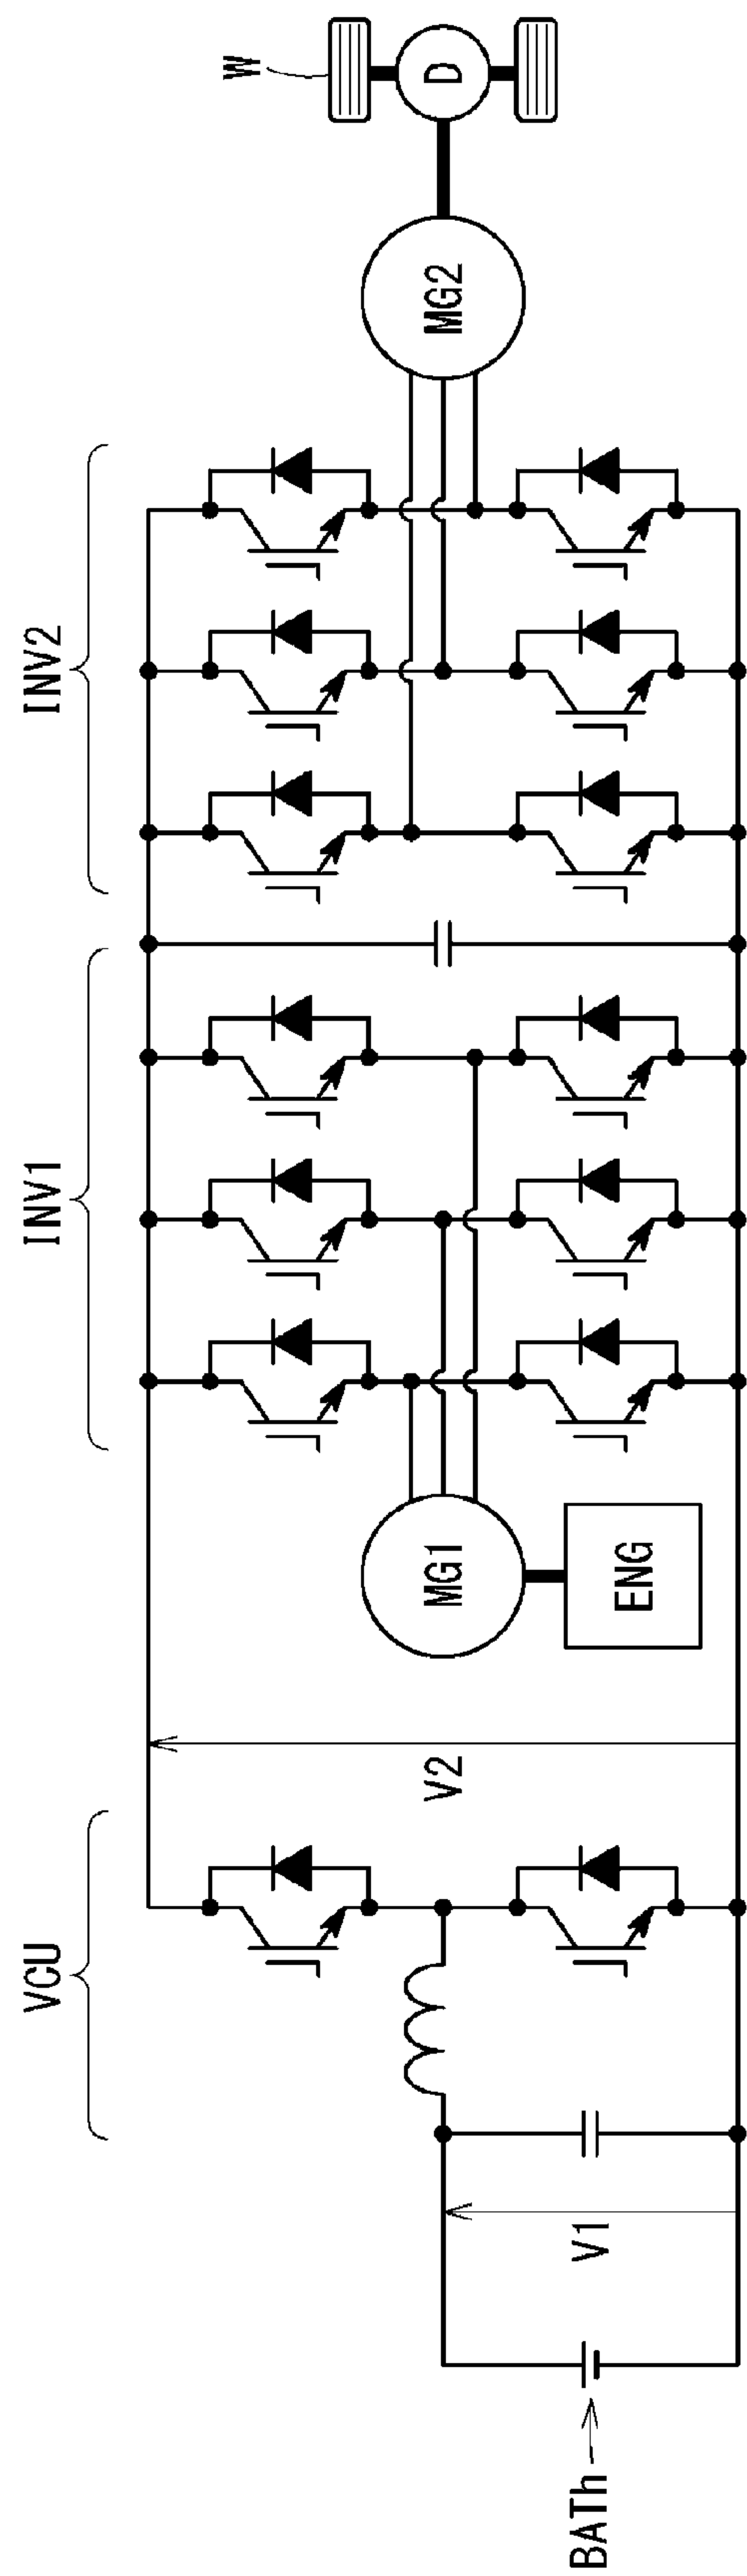 VCU
INV1
INV2
W
D
MG2
MG1
ENG
V2
V1
BATh